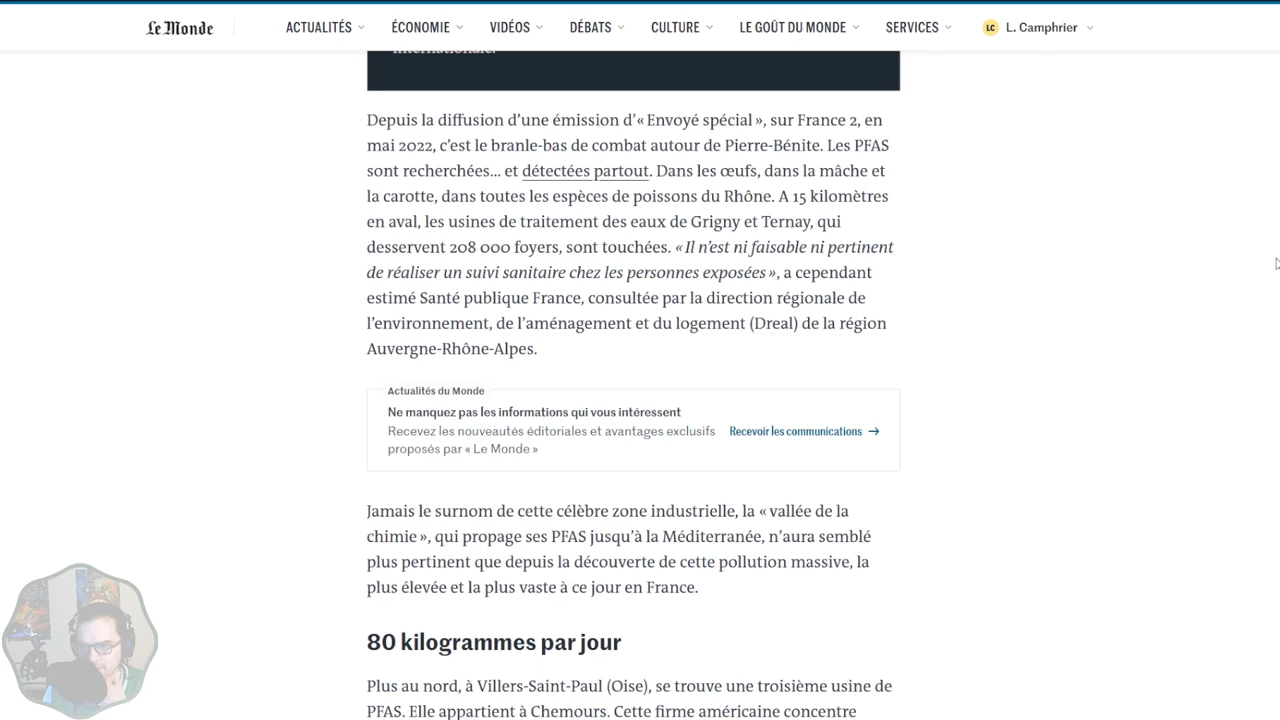 Le Monde
ACTUALITÉS ÉCONOMIE VIDÉOS DÉBATS CULTURE LE GOÛT DU MONDE SERVICES LC L. Camphrier
internationale.
Depuis la diffusion d’une émission d’« Envoyé spécial », sur France 2, en
mai 2022, c’est le branle-bas de combat autour de Pierre-Bénite. Les PFAS
sont recherchées… et détectées partout. Dans les œufs, dans la mâche et
la carotte, dans toutes les espèces de poissons du Rhône. A 15 kilomètres
en aval, les usines de traitement des eaux de Grigny et Ternay, qui
desservent 208 000 foyers, sont touchées. « Il n’est ni faisable ni pertinent
de réaliser un suivi sanitaire chez les personnes exposées », a cependant
estimé Santé publique France, consultée par la direction régionale de
l’environnement, de l’aménagement et du logement (Dreal) de la région
Auvergne-Rhône-Alpes.
Actualités du Monde
Ne manquez pas les informations qui vous intéressent
Recevez les nouveautés éditoriales et avantages exclusifs
proposés par « Le Monde »
Recevoir les communications →
Jamais le surnom de cette célèbre zone industrielle, la « vallée de la
chimie », qui propage ses PFAS jusqu’à la Méditerranée, n’aura semblé
plus pertinent que depuis la découverte de cette pollution massive, la
plus élevée et la plus vaste à ce jour en France.
80 kilogrammes par jour
Plus au nord, à Villers-Saint-Paul (Oise), se trouve une troisième usine de
PFAS. Elle appartient à Chemours. Cette firme américaine concentre